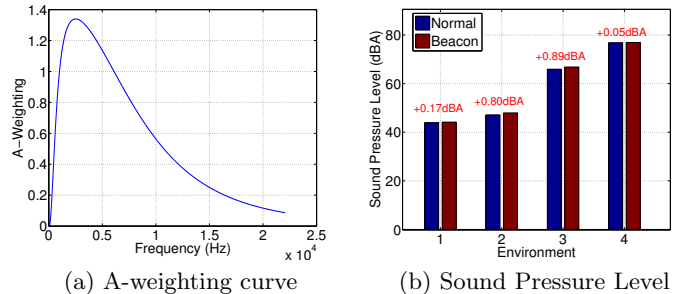 1.4
1.2
1
0.8
0.6
0.4
0.2
0
A-Weighting
0 0.5 1 1.5 2 2.5
x 10^4
Frequency (Hz)
(a) A-weighting curve
80
60
40
20
0
Sound Pressure Level (dBA)
Normal
Beacon
+0.17dBA
+0.80dBA
+0.89dBA
+0.05dBA
1 2 3 4
Environment
(b) Sound Pressure Level